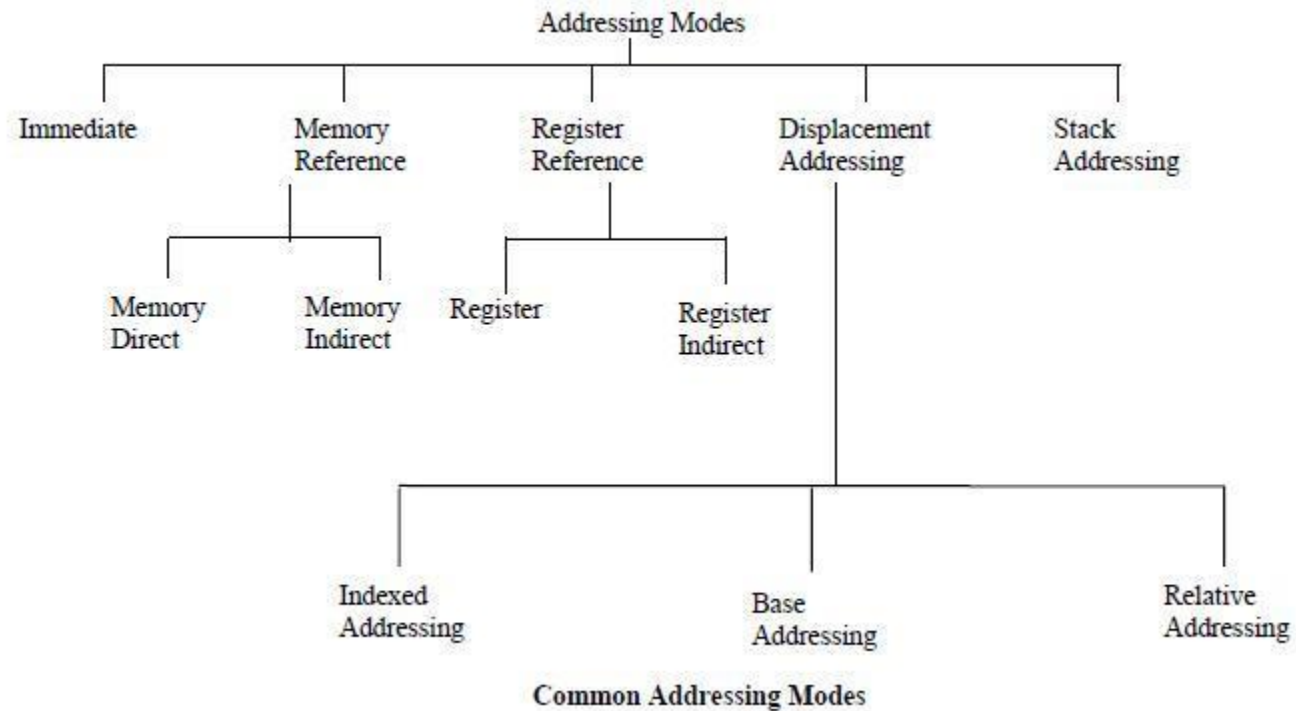 Addressing Modes
Immediate
Memory
Reference
Register
Reference
Displacement
Addressing
Stack
Addressing
Memory
Direct
Memory
Indirect
Register
Register
Indirect
Indexed
Addressing
Base
Addressing
Relative
Addressing
Common Addressing Modes